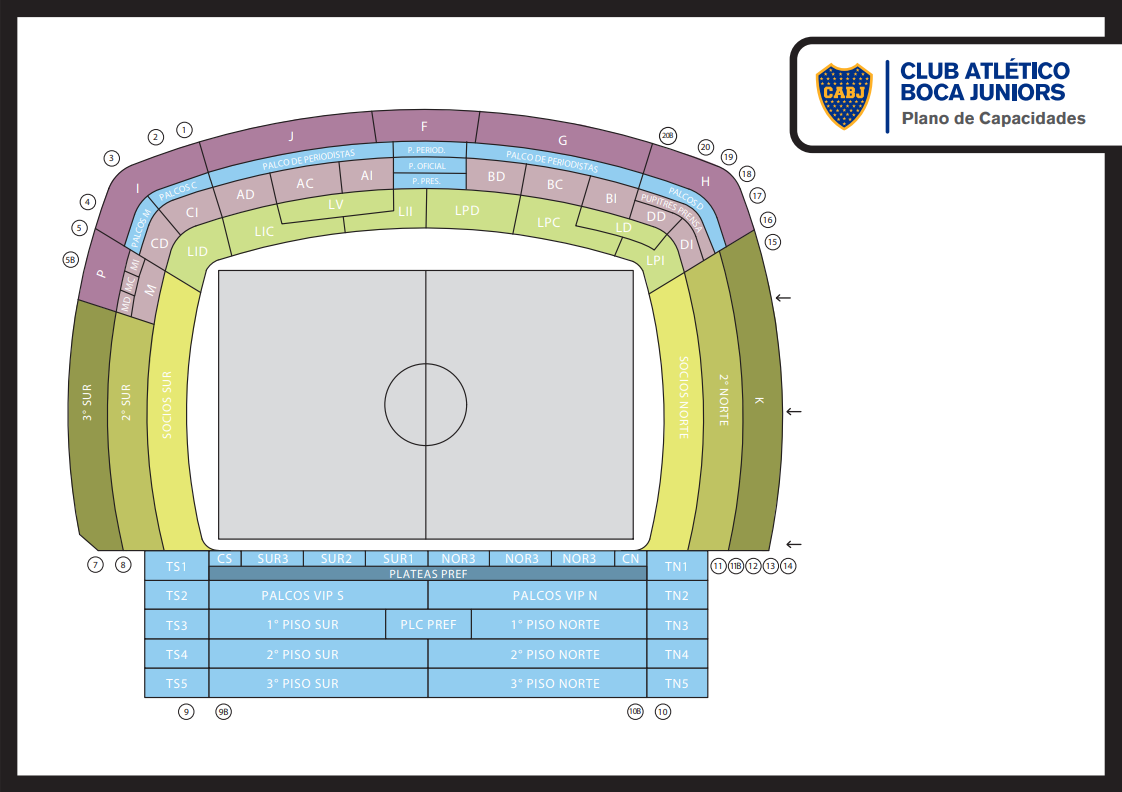 CLUB ATLÉTICO
BOCA JUNIORS
Plano de Capacidades
CABJ
1
2
3
4
5
5B
20B
20
19
18
17
16
15
J
F
G
I
H
P
PALCO DE PERIODISTAS
P. PERIOD.
P. OFICIAL
P. PRES.
PALCO DE PERIODISTAS
PALCOS C
PALCOS M
PALCOS D
PUPITRES PRENSA
AD
AC
AI
BD
BC
BI
CI
CD
DD
DI
MI
MC
MD
M
LV
LII
LPD
LIC
LPC
LD
LID
LPI
3° SUR
2° SUR
SOCIOS SUR
SOCIOS NORTE
2° NORTE
K
7
8
11
11B
12
13
14
TS1
CS
SUR3
SUR2
SUR1
NOR3
NOR3
NOR3
CN
TN1
PLATEAS PREF
TS2
PALCOS VIP S
PALCOS VIP N
TN2
TS3
1° PISO SUR
PLC PREF
1° PISO NORTE
TN3
TS4
2° PISO SUR
2° PISO NORTE
TN4
TS5
3° PISO SUR
3° PISO NORTE
TN5
9
9B
10B
10